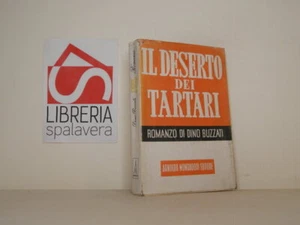 LIBRERIA
spalavera
IL DESERTO
DEI
TARTARI
ROMANZO DI DINO BUZZATI